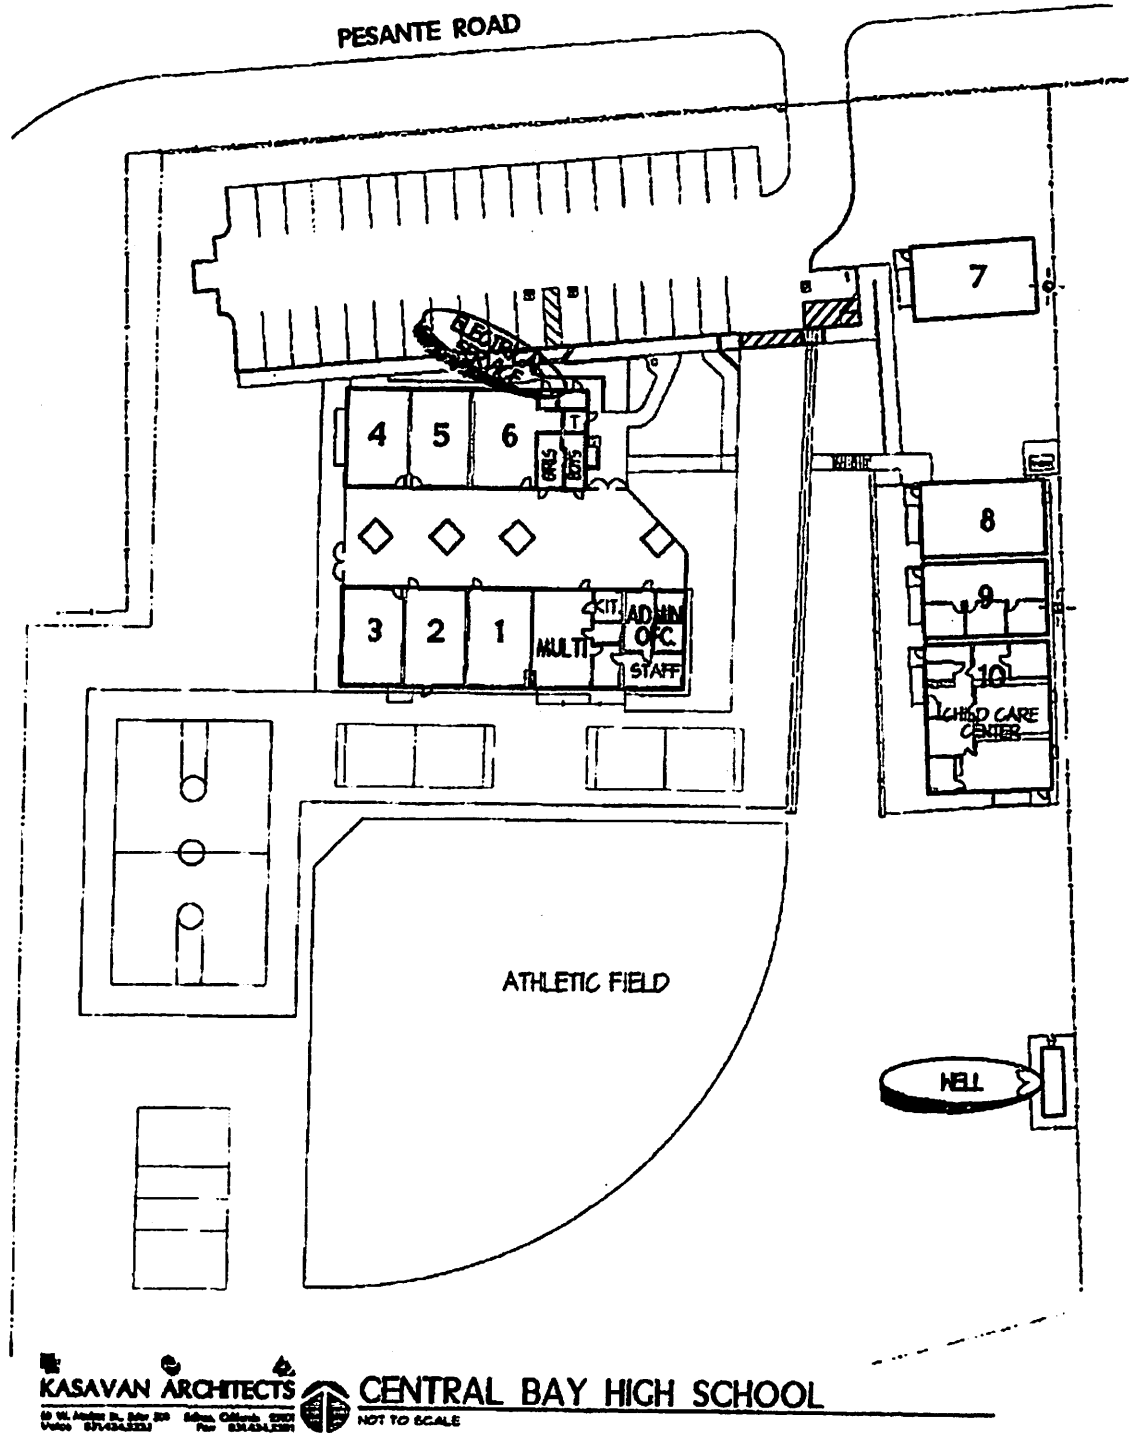 PESANTE ROAD
7
ELECTRICAL
SERVICE
4
5
6
T
GIRLS
BOYS
8
9
3
2
1
MULTI
KIT.
ADMIN
OFC.
STAFF
10
CHILD CARE
CENTER
ATHLETIC FIELD
WELL
KASAVAN ARCHITECTS
CENTRAL BAY HIGH SCHOOL
NOT TO SCALE